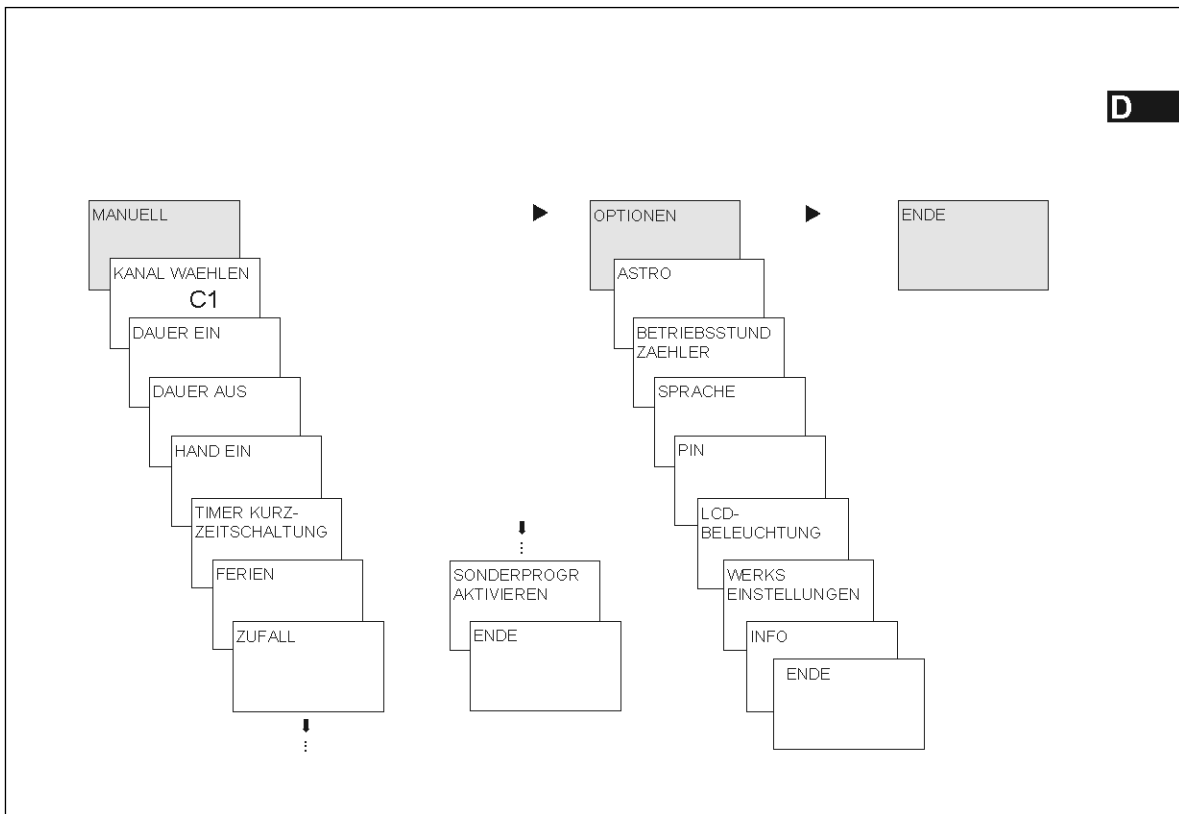 D
MANUELL
KANAL WAEHLEN
C1
DAUER EIN
DAUER AUS
HAND EIN
TIMER KURZ-
ZEITSCHALTUNG
FERIEN
ZUFALL
SONDERPROGR
AKTIVIEREN
ENDE
OPTIONEN
ASTRO
BETRIEBSSTUND
ZAEHLER
SPRACHE
PIN
LCD-
BELEUCHTUNG
WERKS
EINSTELLUNGEN
INFO
ENDE
ENDE